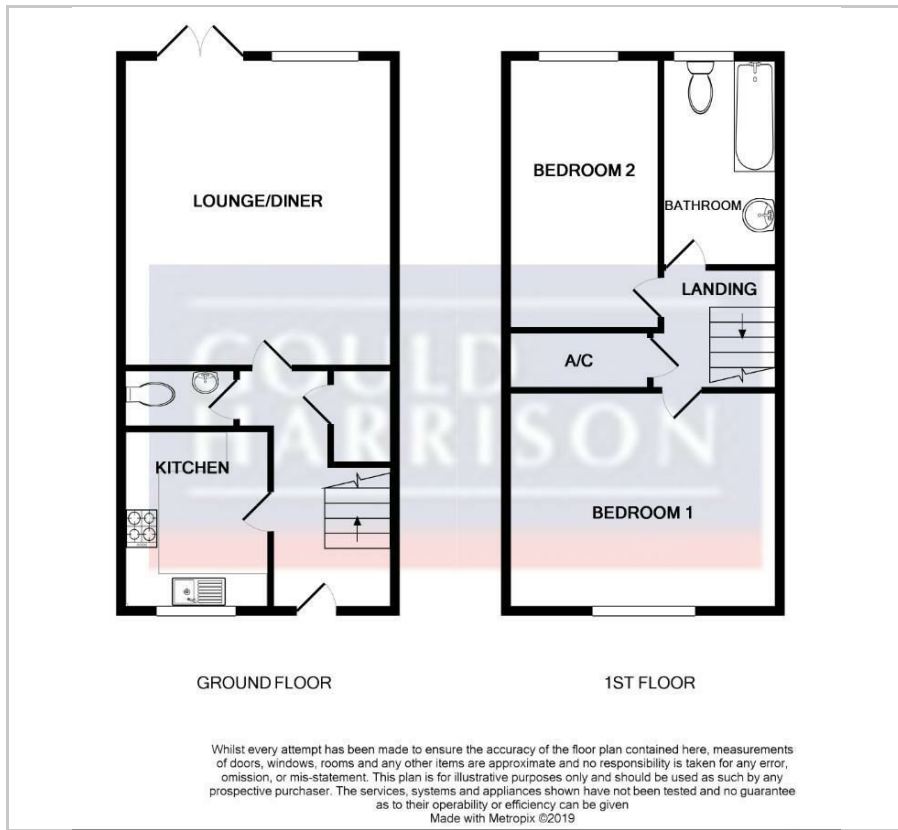 LOUNGE/DINER
KITCHEN
BEDROOM 2
BATHROOM
LANDING
A/C
BEDROOM 1
GOULD
HARRISON
GROUND FLOOR
1ST FLOOR
Whilst every attempt has been made to ensure the accuracy of the floor plan contained here, measurements
of doors, windows, rooms and any other items are approximate and no responsibility is taken for any error,
omission, or mis-statement. This plan is for illustrative purposes only and should be used as such by any
prospective purchaser. The services, systems and appliances shown have not been tested and no guarantee
as to their operability or efficiency can be given
Made with Metropix ©2019